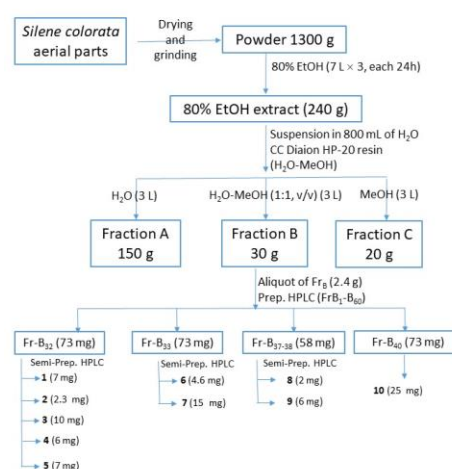 Silene colorata
aerial parts
Drying
and
grinding
Powder 1300 g
80% EtOH (7 L × 3, each 24h)
80% EtOH extract (240 g)
Suspension in 800 mL of H₂O
CC Diaion HP-20 resin
(H₂O-MeOH)
H₂O (3 L)
H₂O-MeOH (1:1, v/v) (3 L)
MeOH (3 L)
Fraction A
150 g
Fraction B
30 g
Fraction C
20 g
Aliquot of Fr_B (2.4 g)
Prep. HPLC (FrB₁-B₆₀)
Fr-B₃₂ (73 mg)
Fr-B₃₃ (73 mg)
Fr-B₃₇₋₃₈ (58 mg)
Fr-B₄₀ (73 mg)
Semi-Prep. HPLC
Semi-Prep. HPLC
Semi-Prep. HPLC
1 (7 mg)
2 (2.3 mg)
3 (10 mg)
4 (6 mg)
5 (7 mg)
6 (4.6 mg)
7 (15 mg)
8 (2 mg)
9 (6 mg)
10 (25 mg)